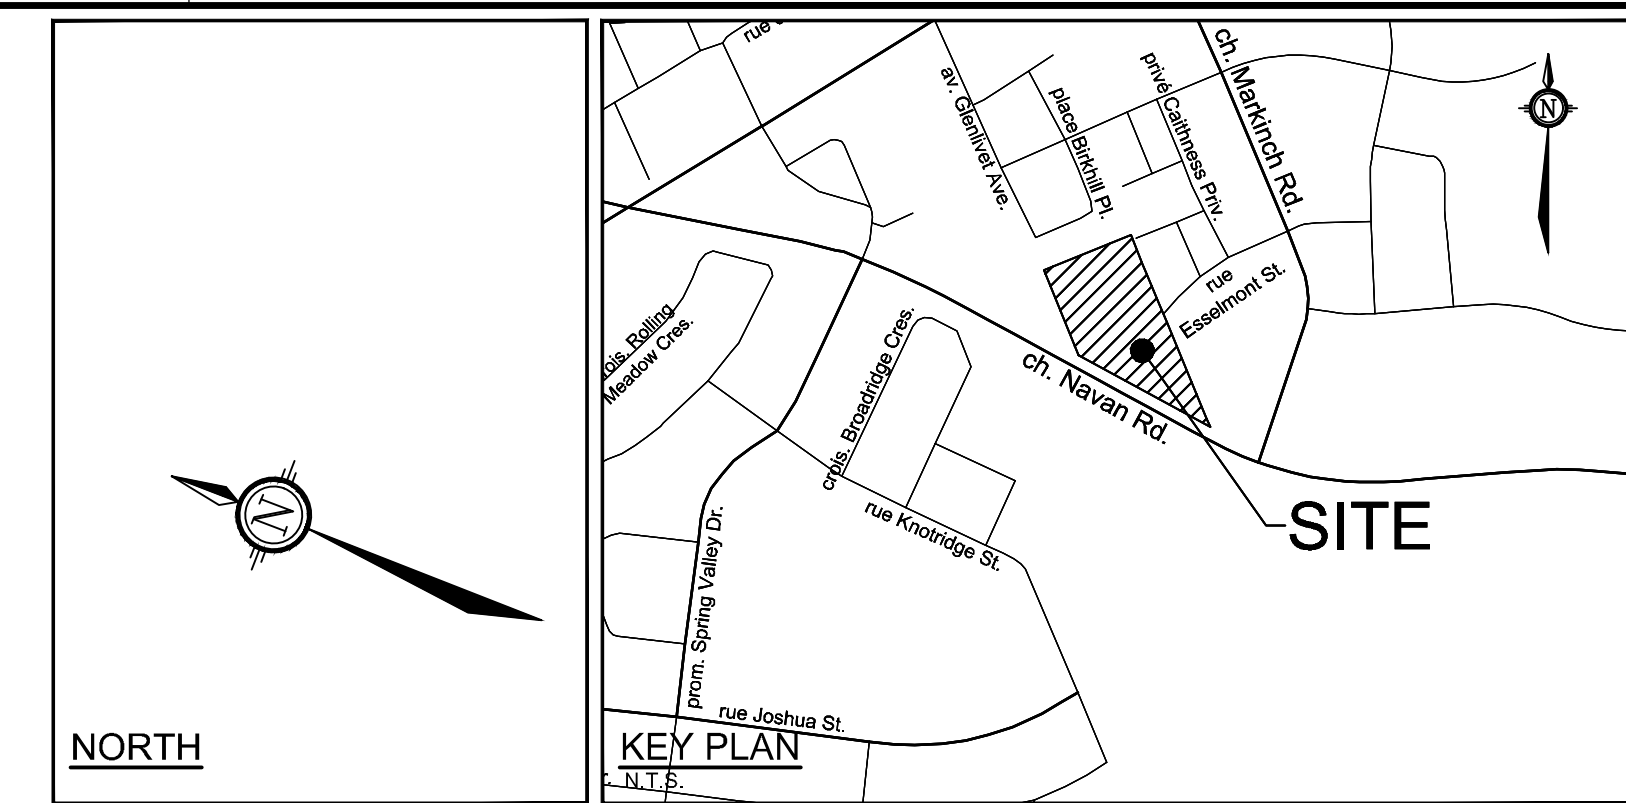 N
NORTH
rue
av. Glenlivet Ave.
place Birkhill Pl.
privé Caithness Priv.
ch. Markinch Rd.
N
rue
Esselmont St.
ois. Rolling
Meadow Cres.
crois. Broadridge Cres.
ch. Navan Rd.
SITE
rue Knotridge St.
prom. Spring Valley Dr.
rue Joshua St.
KEY PLAN
N.T.S.